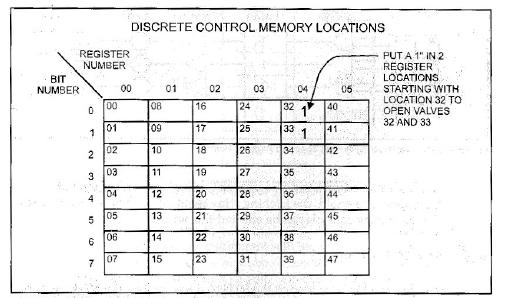 DISCRETE CONTROL MEMORY LOCATIONS
REGISTER
NUMBER
BIT
NUMBER
00 01 02 03 04 05
PUT A 1" IN 2
REGISTER
LOCATIONS
STARTING WITH
LOCATION 32 TO
OPEN VALVES
32 AND 33
0 00 08 16 24 32 1 40
1 01 09 17 25 33 1 41
2 02 10 18 26 34 42
3 03 11 19 27 35 43
4 04 12 20 28 36 44
5 05 13 21 29 37 45
6 06 14 22 30 38 46
7 07 15 23 31 39 47